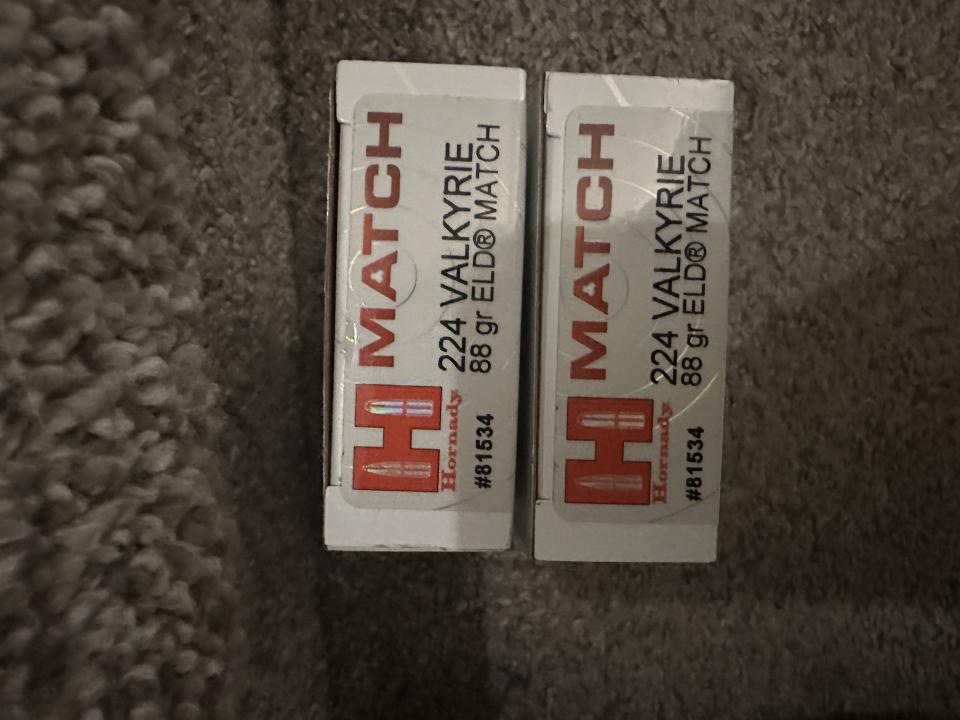 MATCH
224 VALKYRIE
88 gr ELD® MATCH
H
Hornady.
#81534
MATCH
224 VALKYRIE
88 gr ELD® MATCH
H
Hornady.
#81534